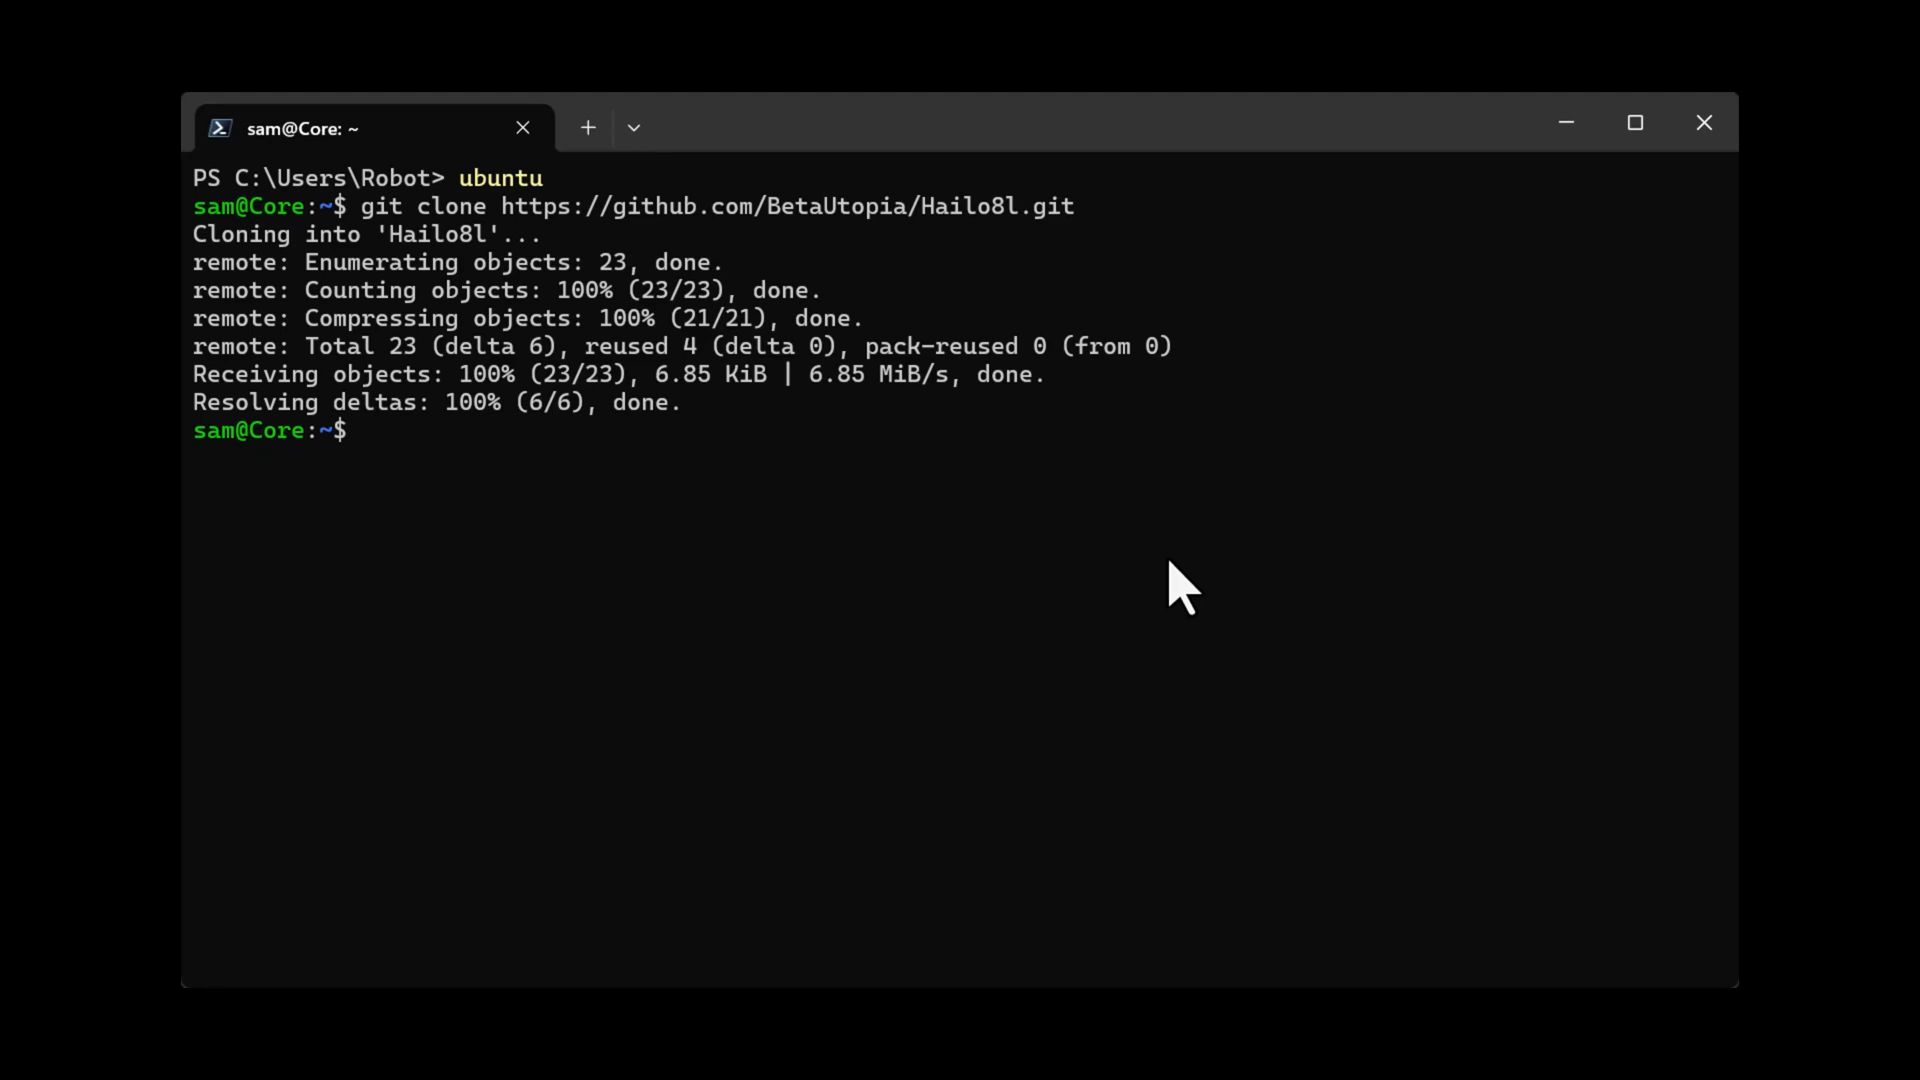 sam@Core: ~
PS C:\Users\Robot> ubuntu
sam@Core:~$ git clone https://github.com/BetaUtopia/Hailo8l.git
Cloning into 'Hailo8l'...
remote: Enumerating objects: 23, done.
remote: Counting objects: 100% (23/23), done.
remote: Compressing objects: 100% (21/21), done.
remote: Total 23 (delta 6), reused 4 (delta 0), pack-reused 0 (from 0)
Receiving objects: 100% (23/23), 6.85 KiB | 6.85 MiB/s, done.
Resolving deltas: 100% (6/6), done.
sam@Core:~$